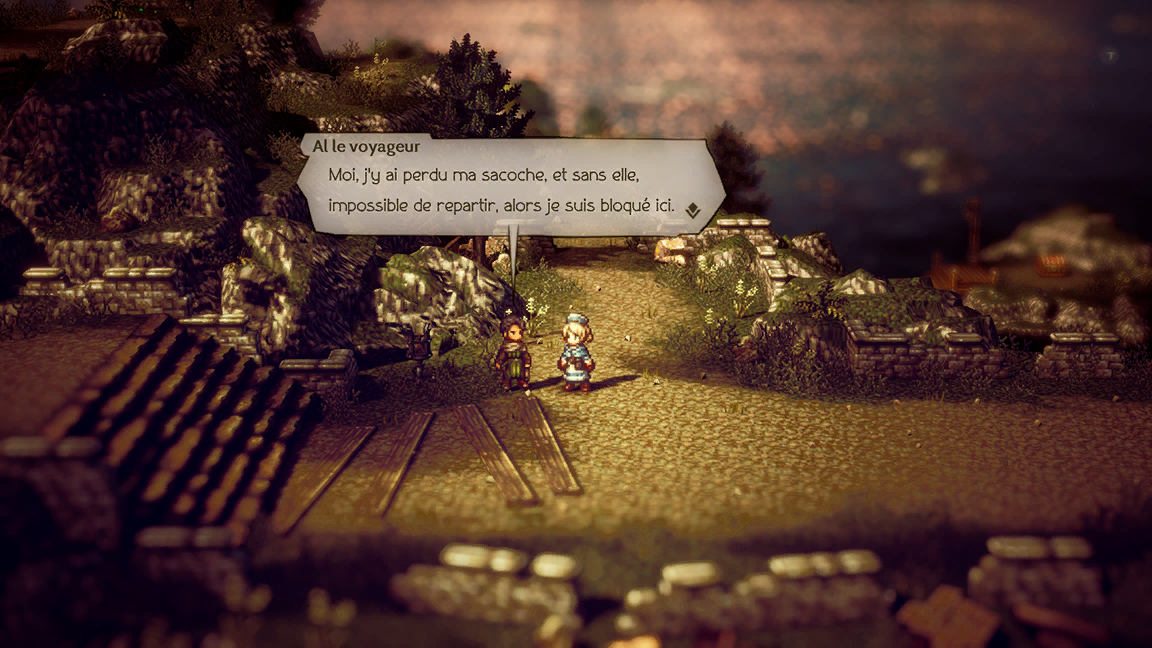 Al le voyageur
Moi, j'y ai perdu ma sacoche, et sans elle,
impossible de repartir, alors je suis bloqué ici.